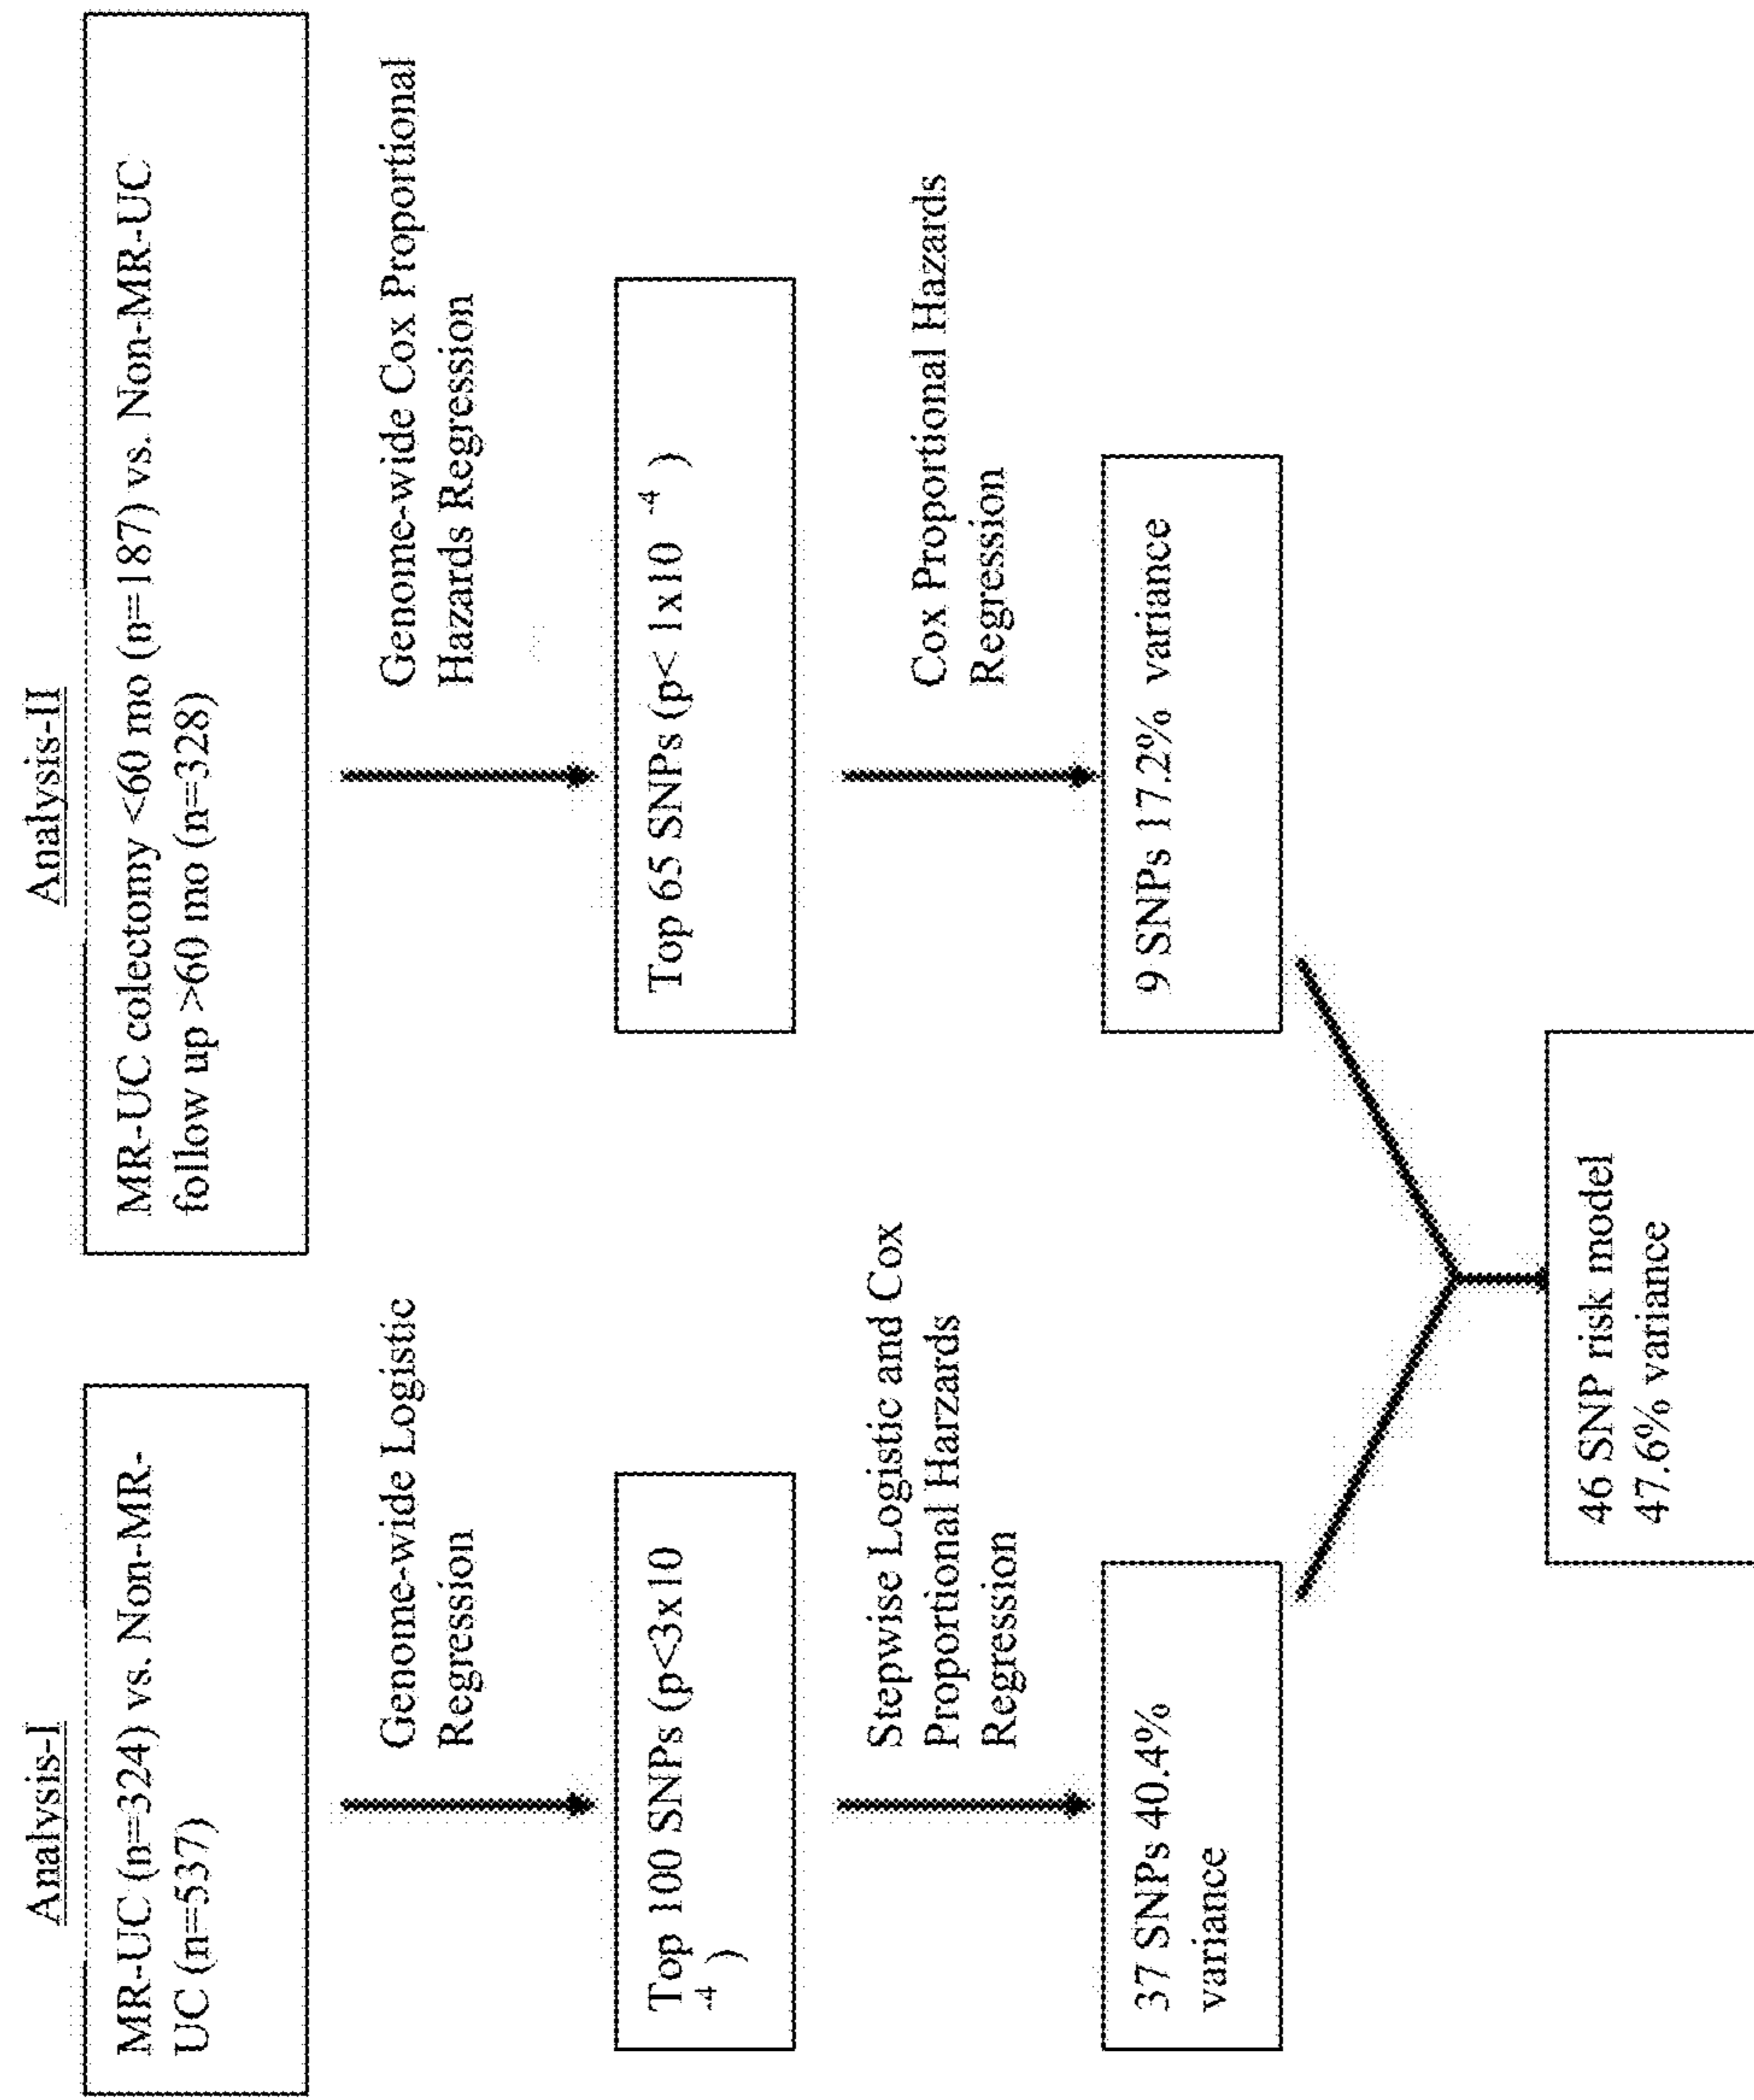 Analysis-I
MR-UC (n=324) vs. Non-MR-
UC (n=537)
Genome-wide Logistic
Regression
Top 100 SNPs (p<3x10
-4 )
Stepwise Logistic and Cox
Proportional Harzards
Regression
37 SNPs 40.4%
variance
Analysis-II
MR-UC colectomy <60 mo (n=187) vs. Non-MR-UC
follow up >60 mo (n=328)
Genome-wide Cox Proportional
Hazards Regression
Top 65 SNPs (p< 1x10 -4 )
Cox Proportional Hazards
Regression
9 SNPs 17.2% variance
46 SNP risk model
47.6% variance